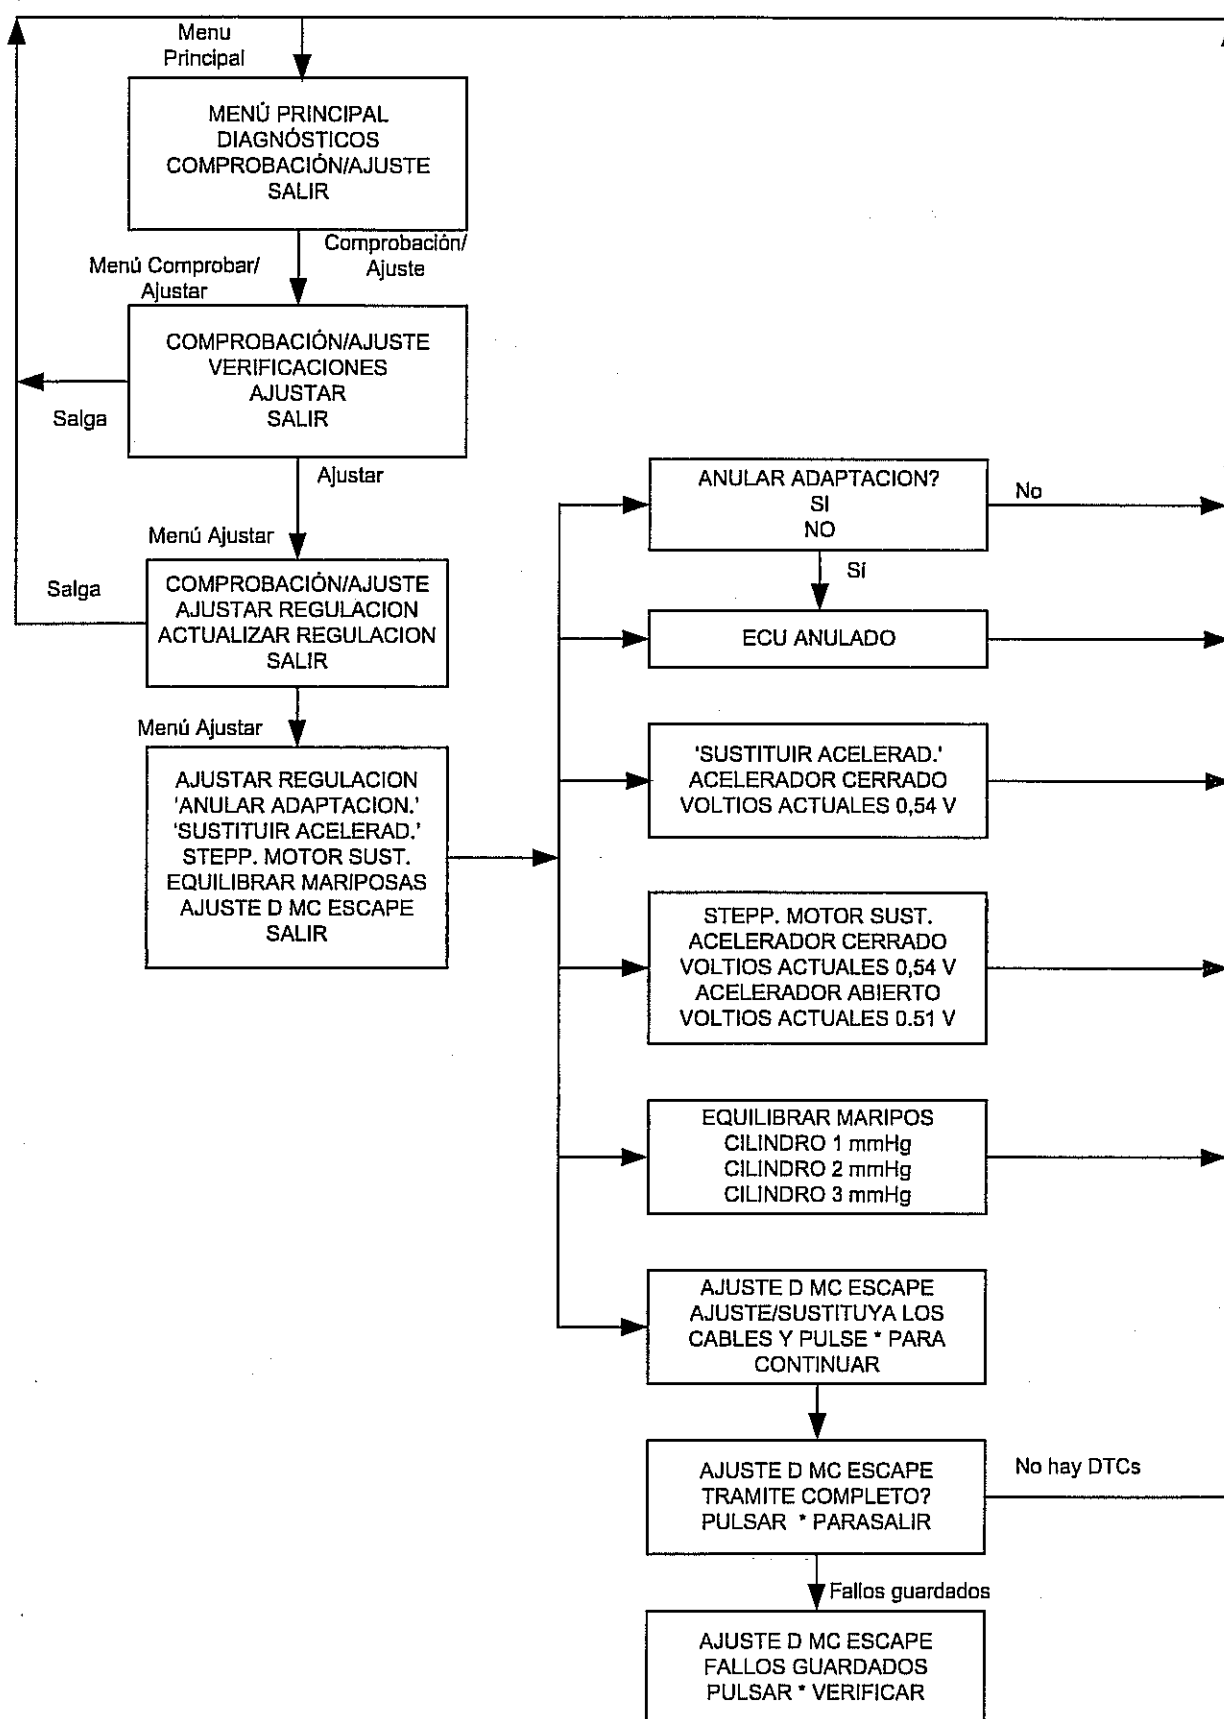 Menu
Principal
MENÚ PRINCIPAL
DIAGNÓSTICOS
COMPROBACIÓN/AJUSTE
SALIR
Comprobación/
Ajuste
Menú Comprobar/
Ajustar
COMPROBACIÓN/AJUSTE
VERIFICACIONES
AJUSTAR
SALIR
Salga
Ajustar
Menú Ajustar
COMPROBACIÓN/AJUSTE
AJUSTAR REGULACION
ACTUALIZAR REGULACION
SALIR
Salga
Menú Ajustar
AJUSTAR REGULACION
'ANULAR ADAPTACION.'
'SUSTITUIR ACELERAD.'
STEPP. MOTOR SUST.
EQUILIBRAR MARIPOSAS
AJUSTE D MC ESCAPE
SALIR
ANULAR ADAPTACION?
SI
NO
No
Sí
ECU ANULADO
'SUSTITUIR ACELERAD.'
ACELERADOR CERRADO
VOLTIOS ACTUALES 0,54 V
STEPP. MOTOR SUST.
ACELERADOR CERRADO
VOLTIOS ACTUALES 0,54 V
ACELERADOR ABIERTO
VOLTIOS ACTUALES 0.51 V
EQUILIBRAR MARIPOS
CILINDRO 1 mmHg
CILINDRO 2 mmHg
CILINDRO 3 mmHg
AJUSTE D MC ESCAPE
AJUSTE/SUSTITUYA LOS
CABLES Y PULSE * PARA
CONTINUAR
AJUSTE D MC ESCAPE
TRAMITE COMPLETO?
PULSAR * PARASALIR
No hay DTCs
Fallos guardados
AJUSTE D MC ESCAPE
FALLOS GUARDADOS
PULSAR * VERIFICAR